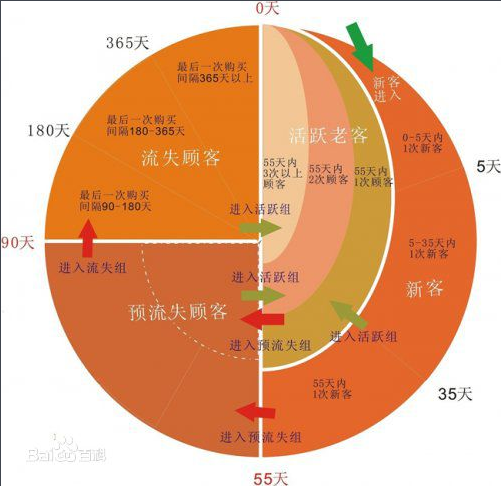 0天
365天
最后一次购买
间隔365天以上
新客
进入
最后一次购买
间隔180-365天
180天
活跃老客
0-5天内
1次新客
流失顾客
55天内
3次以上
顾客
55天内
2次顾客
55天内
1次顾客
5天
最后一次购买
间隔90-180天
进入活跃组
90天
5-35天内
1次新客
进入流失组
进入活跃组
新客
预流失顾客
进入预流失组
进入活跃组
55天内
1次新客
35天
进入预流失组
Bai百科
55天